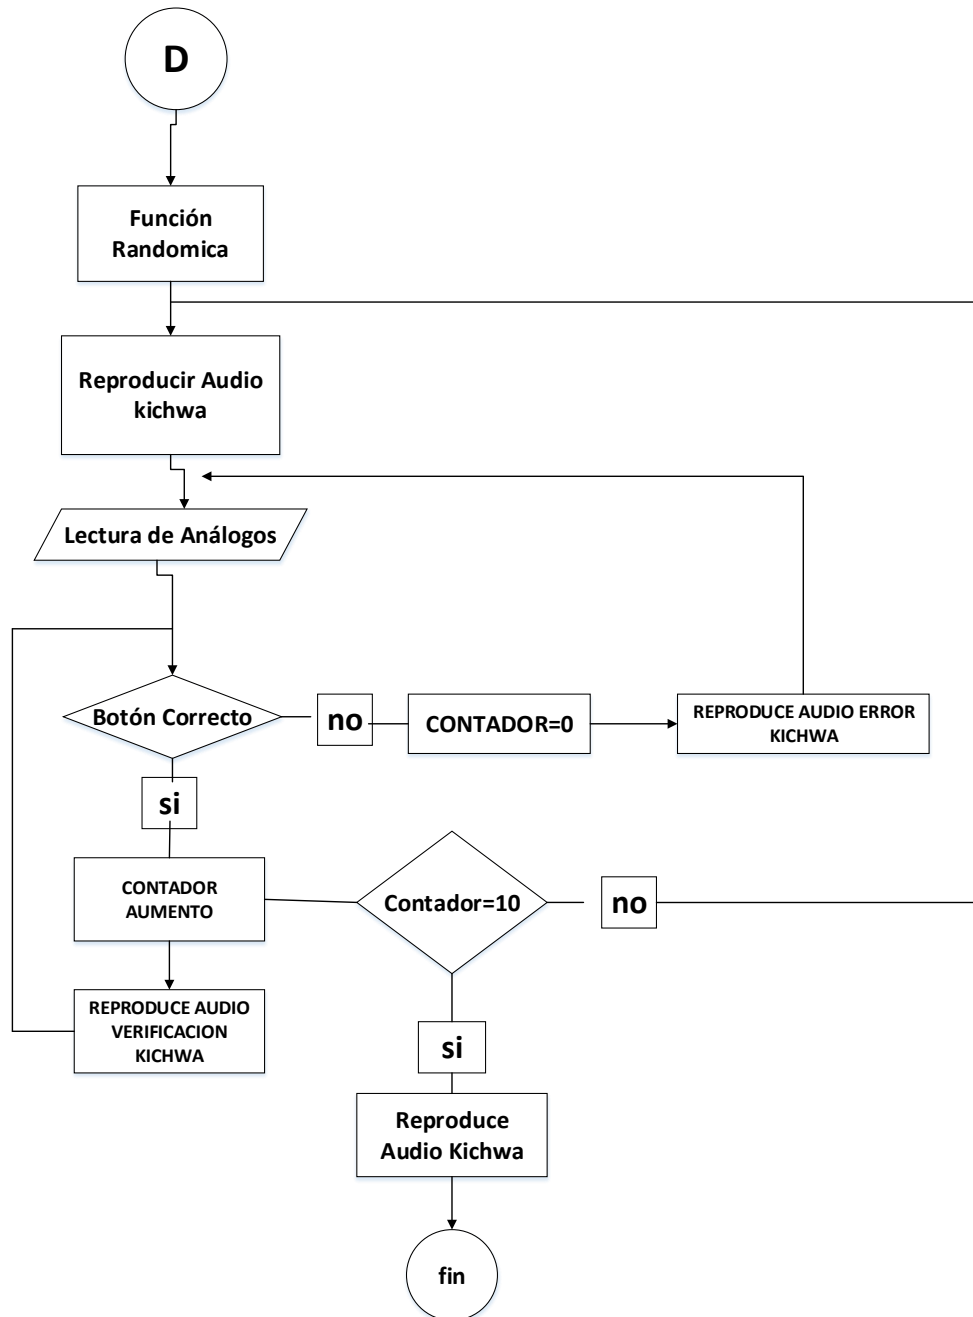 D
Función
Randomica
Reproducir Audio
kichwa
Lectura de Análogos
Botón Correcto
no
CONTADOR=0
REPRODUCE AUDIO ERROR
KICHWA
si
CONTADOR
AUMENTO
Contador=10
no
REPRODUCE AUDIO
VERIFICACION
KICHWA
si
Reproduce
Audio Kichwa
fin